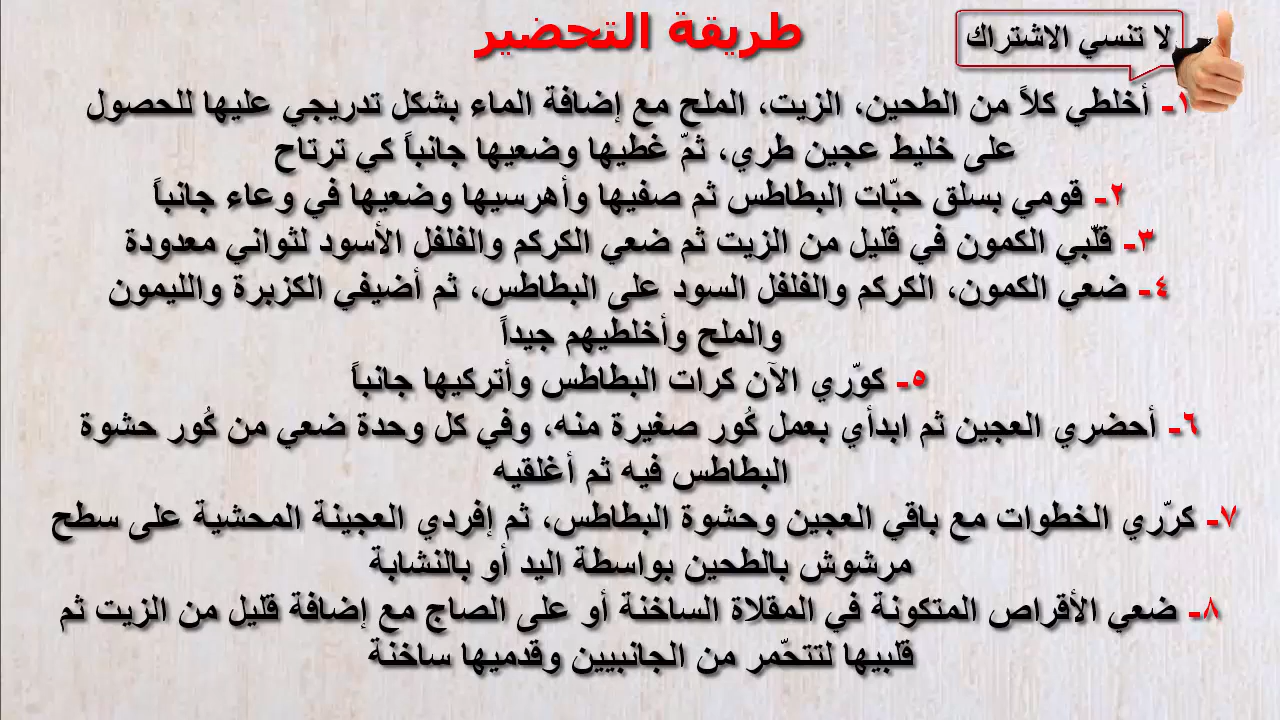 طريقة التحضير
لا تنسي الاشتراك
١- أخلطي كلاً من الطحين، الزيت، الملح مع إضافة الماء بشكل تدريجي عليها للحصول
على خليط عجين طري، ثمّ غطيها وضعيها جانباً كي ترتاح
٢- قومي بسلق حبّات البطاطس ثم صفيها وأهرسيها وضعيها في وعاء جانباً
٣- قلّبي الكمون في قليل من الزيت ثم ضعي الكركم والفلفل الأسود لثواني معدودة
٤- ضعي الكمون، الكركم والفلفل السود على البطاطس، ثم أضيفي الكزبرة والليمون
والملح وأخلطيهم جيداً
٥- كوّري الآن كرات البطاطس وأتركيها جانباً
٦- أحضري العجين ثم ابدأي بعمل كُور صغيرة منه، وفي كل وحدة ضعي من كُور حشوة
البطاطس فيه ثم أغلقيه
٧- كرّري الخطوات مع باقي العجين وحشوة البطاطس، ثم إفردي العجينة المحشية على سطح
مرشوش بالطحين بواسطة اليد أو بالنشابة
٨- ضعي الأقراص المتكونة في المقلاة الساخنة أو على الصاج مع إضافة قليل من الزيت ثم
قلبيها لتتحّمر من الجانبيين وقدميها ساخنة